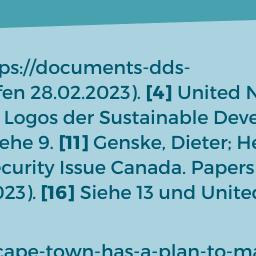 ps://documents-dds-
fen 28.02.2023). [4] United N
Logos der Sustainable Deve
ehe 9. [11] Genske, Dieter; He
ecurity Issue Canada. Papers
023). [16] Siehe 13 und United
cape-town-has-a-plan-to-ma